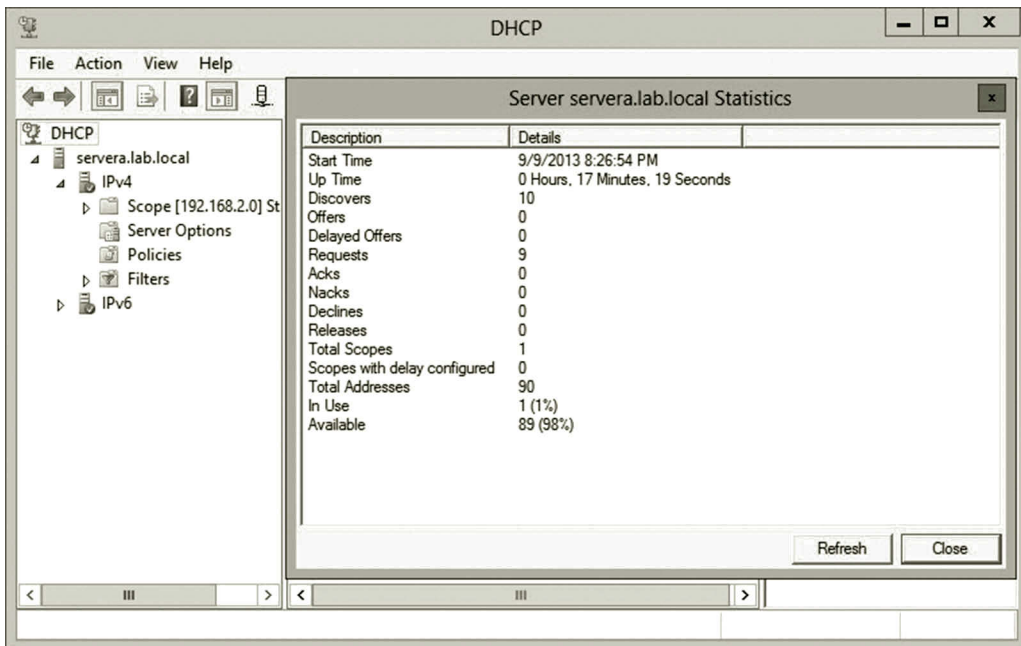 DHCP
File Action View Help
Server servera.lab.local Statistics
x
DHCP
servera.lab.local
IPv4
Scope [192.168.2.0] St
Server Options
Policies
Filters
IPv6
Description Details
Start Time 9/9/2013 8:26:54 PM
Up Time 0 Hours, 17 Minutes, 19 Seconds
Discovers 10
Offers 0
Delayed Offers 0
Requests 9
Acks 0
Nacks 0
Declines 0
Releases 0
Total Scopes 1
Scopes with delay configured 0
Total Addresses 90
In Use 1 (1%)
Available 89 (98%)
Refresh Close